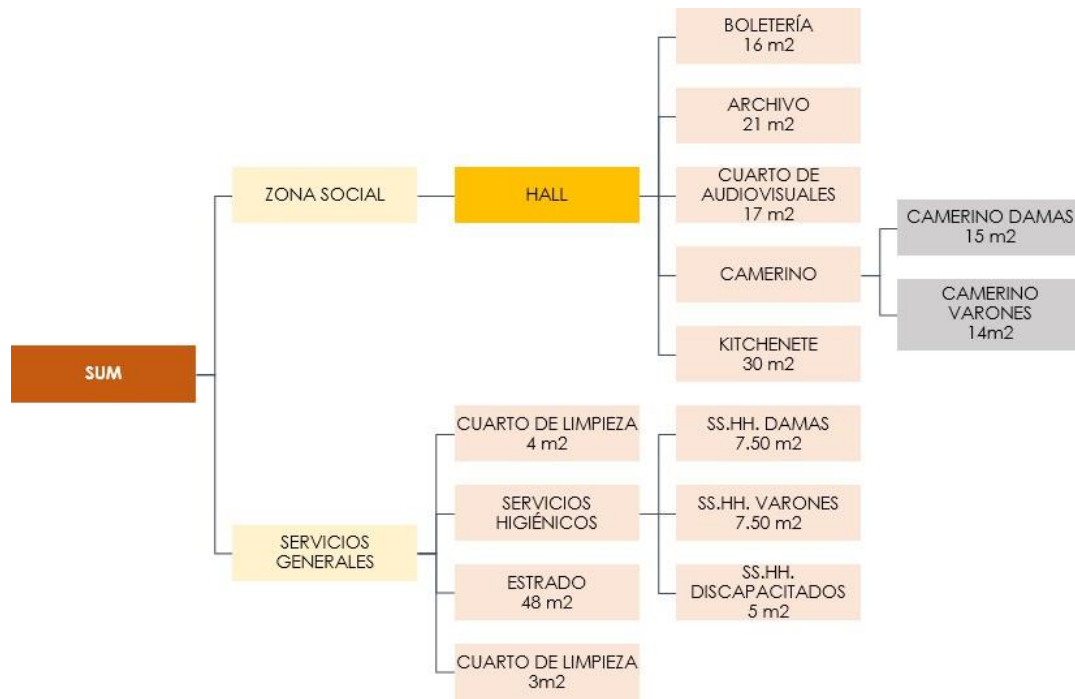 BOLETERÍA
16 m2
ARCHIVO
21 m2
ZONA SOCIAL
HALL
CUARTO DE
AUDIOVISUALES
17 m2
CAMERINO DAMAS
15 m2
CAMERINO
CAMERINO
VARONES
14m2
KITCHENETE
30 m2
SUM
CUARTO DE LIMPIEZA
4 m2
SS.HH. DAMAS
7.50 m2
SERVICIOS
HIGIÉNICOS
SS.HH. VARONES
7.50 m2
SERVICIOS
GENERALES
ESTRADO
48 m2
SS.HH.
DISCAPACITADOS
5 m2
CUARTO DE LIMPIEZA
3m2